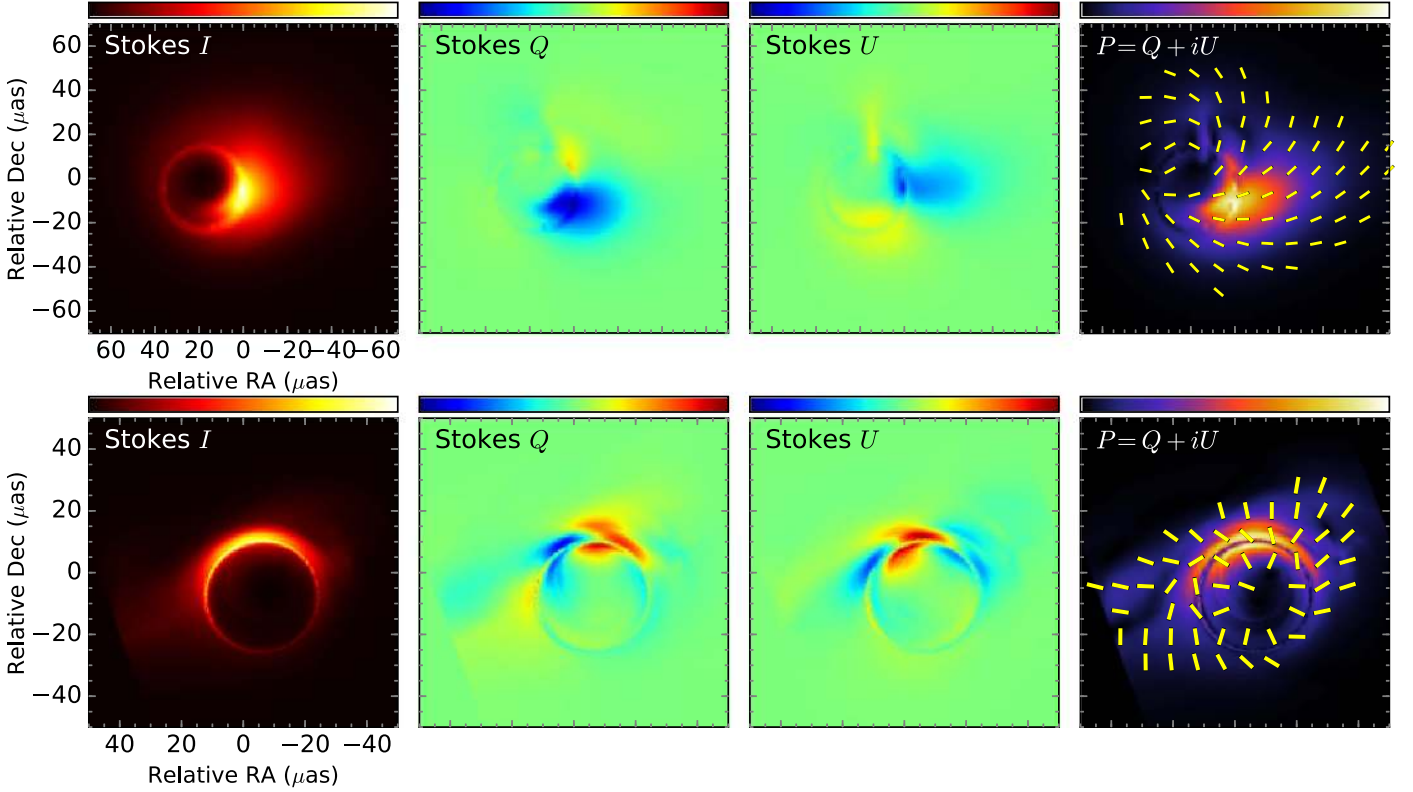 Stokes I
Stokes Q
Stokes U
P = Q + iU
60
40
20
0
−20
−40
−60
Relative Dec (μas)
60 40 20 0 −20 −40 −60
Relative RA (μas)
Stokes I
Stokes Q
Stokes U
P = Q + iU
40
20
0
−20
−40
Relative Dec (μas)
40 20 0 −20 −40
Relative RA (μas)